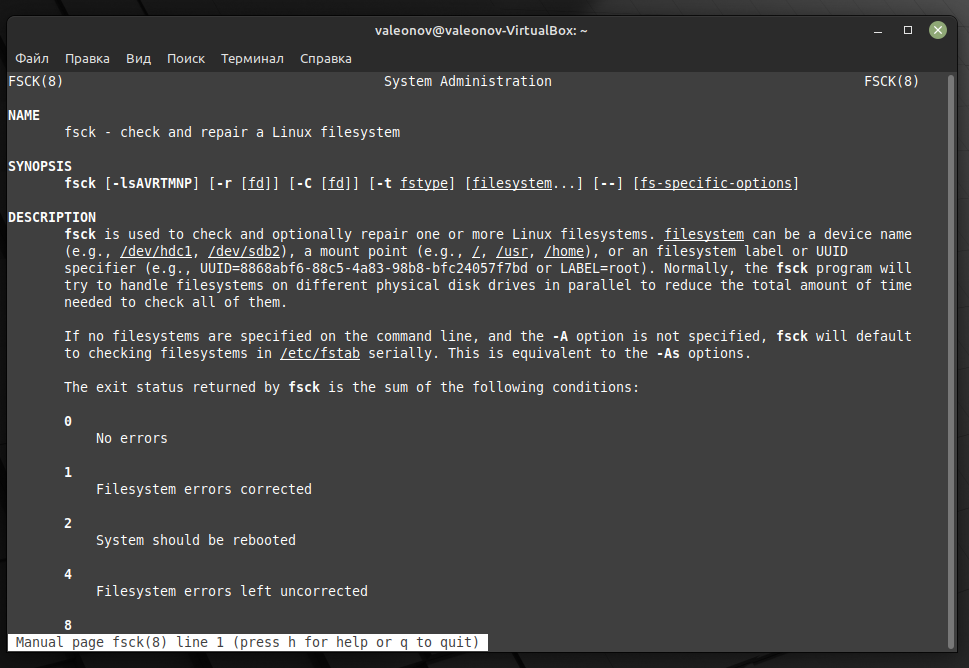 valeonov@valeonov-VirtualBox: ~
Файл Правка Вид Поиск Терминал Справка
FSCK(8) System Administration FSCK(8)
NAME
fsck - check and repair a Linux filesystem
SYNOPSIS
fsck [-lsAVRTMNP] [-r [fd]] [-C [fd]] [-t fstype] [filesystem...] [--] [fs-specific-options]
DESCRIPTION
fsck is used to check and optionally repair one or more Linux filesystems. filesystem can be a device name
(e.g., /dev/hdc1, /dev/sdb2), a mount point (e.g., /, /usr, /home), or an filesystem label or UUID
specifier (e.g., UUID=8868abf6-88c5-4a83-98b8-bfc24057f7bd or LABEL=root). Normally, the fsck program will
try to handle filesystems on different physical disk drives in parallel to reduce the total amount of time
needed to check all of them.
If no filesystems are specified on the command line, and the -A option is not specified, fsck will default
to checking filesystems in /etc/fstab serially. This is equivalent to the -As options.
The exit status returned by fsck is the sum of the following conditions:
0
No errors
1
Filesystem errors corrected
2
System should be rebooted
4
Filesystem errors left uncorrected
8
Manual page fsck(8) line 1 (press h for help or q to quit)